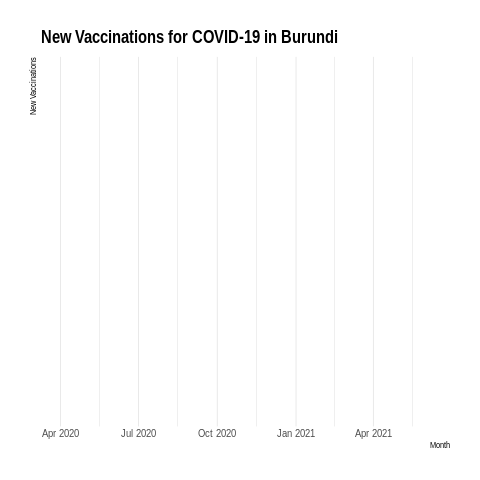 New Vaccinations for COVID-19 in Burundi
New Vaccinations
Apr 2020 Jul 2020 Oct 2020 Jan 2021 Apr 2021
Month